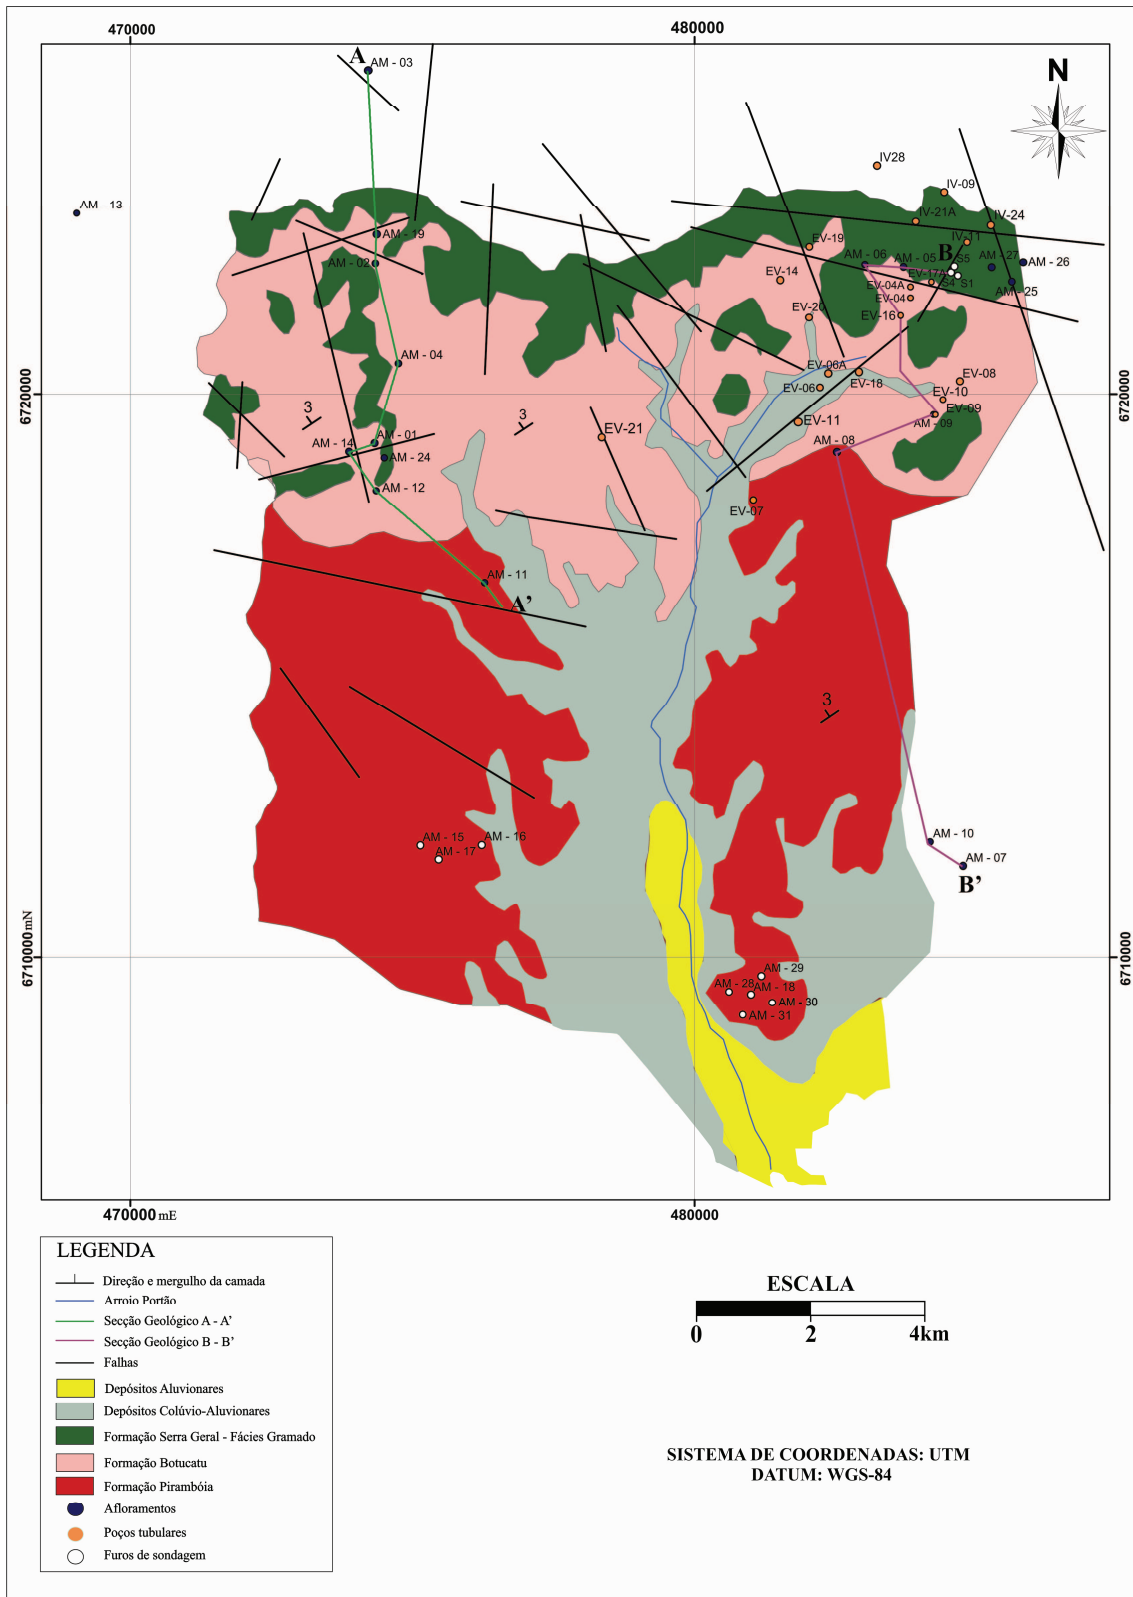 470000
480000
A
AM - 03
N
IV28
IV-09
AM - 13
IV-21A
IV-24
AM - 19
EV-19
IV-11
B
AM - 02
AM - 06
AM - 05
S5
AM - 27
AM - 26
EV-17A
S4
S1
EV-14
EV-04A
AM - 25
EV-04
EV-20
EV-16
AM - 04
EV-06A
EV-18
EV-08
EV-06
6720000
6720000
EV-10
3
3
EV-09
AM - 09
EV-11
EV-21
AM - 01
AM - 14
AM - 08
AM - 24
AM - 12
EV-07
AM - 11
A’
3
AM - 15
AM - 16
AM - 17
AM - 10
AM - 07
B’
6710000 mN
6710000
AM - 29
AM - 28
AM - 18
AM - 30
AM - 31
470000 mE
480000
LEGENDA
Direção e mergulho da camada
Arroio Portão
Secção Geológico A - A’
Secção Geológico B - B’
Falhas
Depósitos Aluvionares
Depósitos Colúvio-Aluvionares
Formação Serra Geral - Fácies Gramado
Formação Botucatu
Formação Pirambóia
Afloramentos
Poços tubulares
Furos de sondagem
ESCALA
0 2 4km
SISTEMA DE COORDENADAS: UTM
DATUM: WGS-84